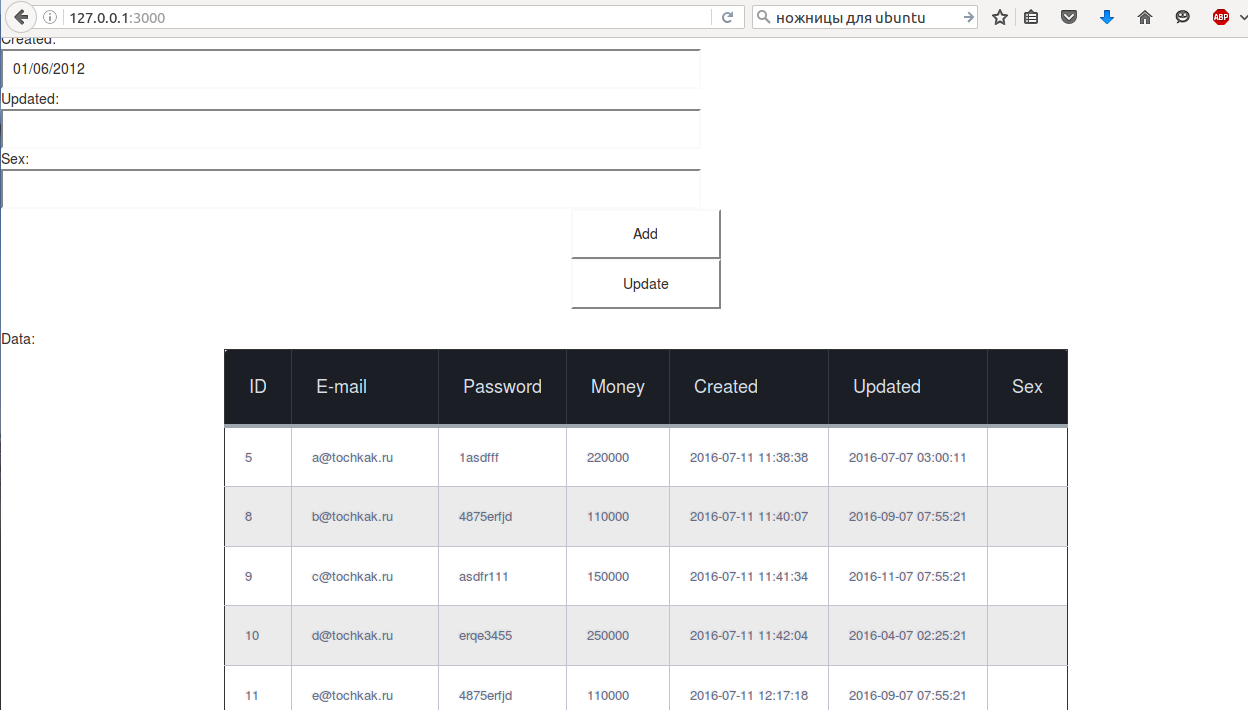 127.0.0.1:3000 ножницы для ubuntu ABP
Created:
01/06/2012
Updated:
Sex:
Add
Update
Data:
ID E-mail Password Money Created Updated Sex
5 a@tochkak.ru 1asdfff 220000 2016-07-11 11:38:38 2016-07-07 03:00:11
8 b@tochkak.ru 4875erfjd 110000 2016-07-11 11:40:07 2016-09-07 07:55:21
9 c@tochkak.ru asdfr111 150000 2016-07-11 11:41:34 2016-11-07 07:55:21
10 d@tochkak.ru erqe3455 250000 2016-07-11 11:42:04 2016-04-07 02:25:21
11 e@tochkak.ru 4875erfjd 110000 2016-07-11 12:17:18 2016-09-07 07:55:21